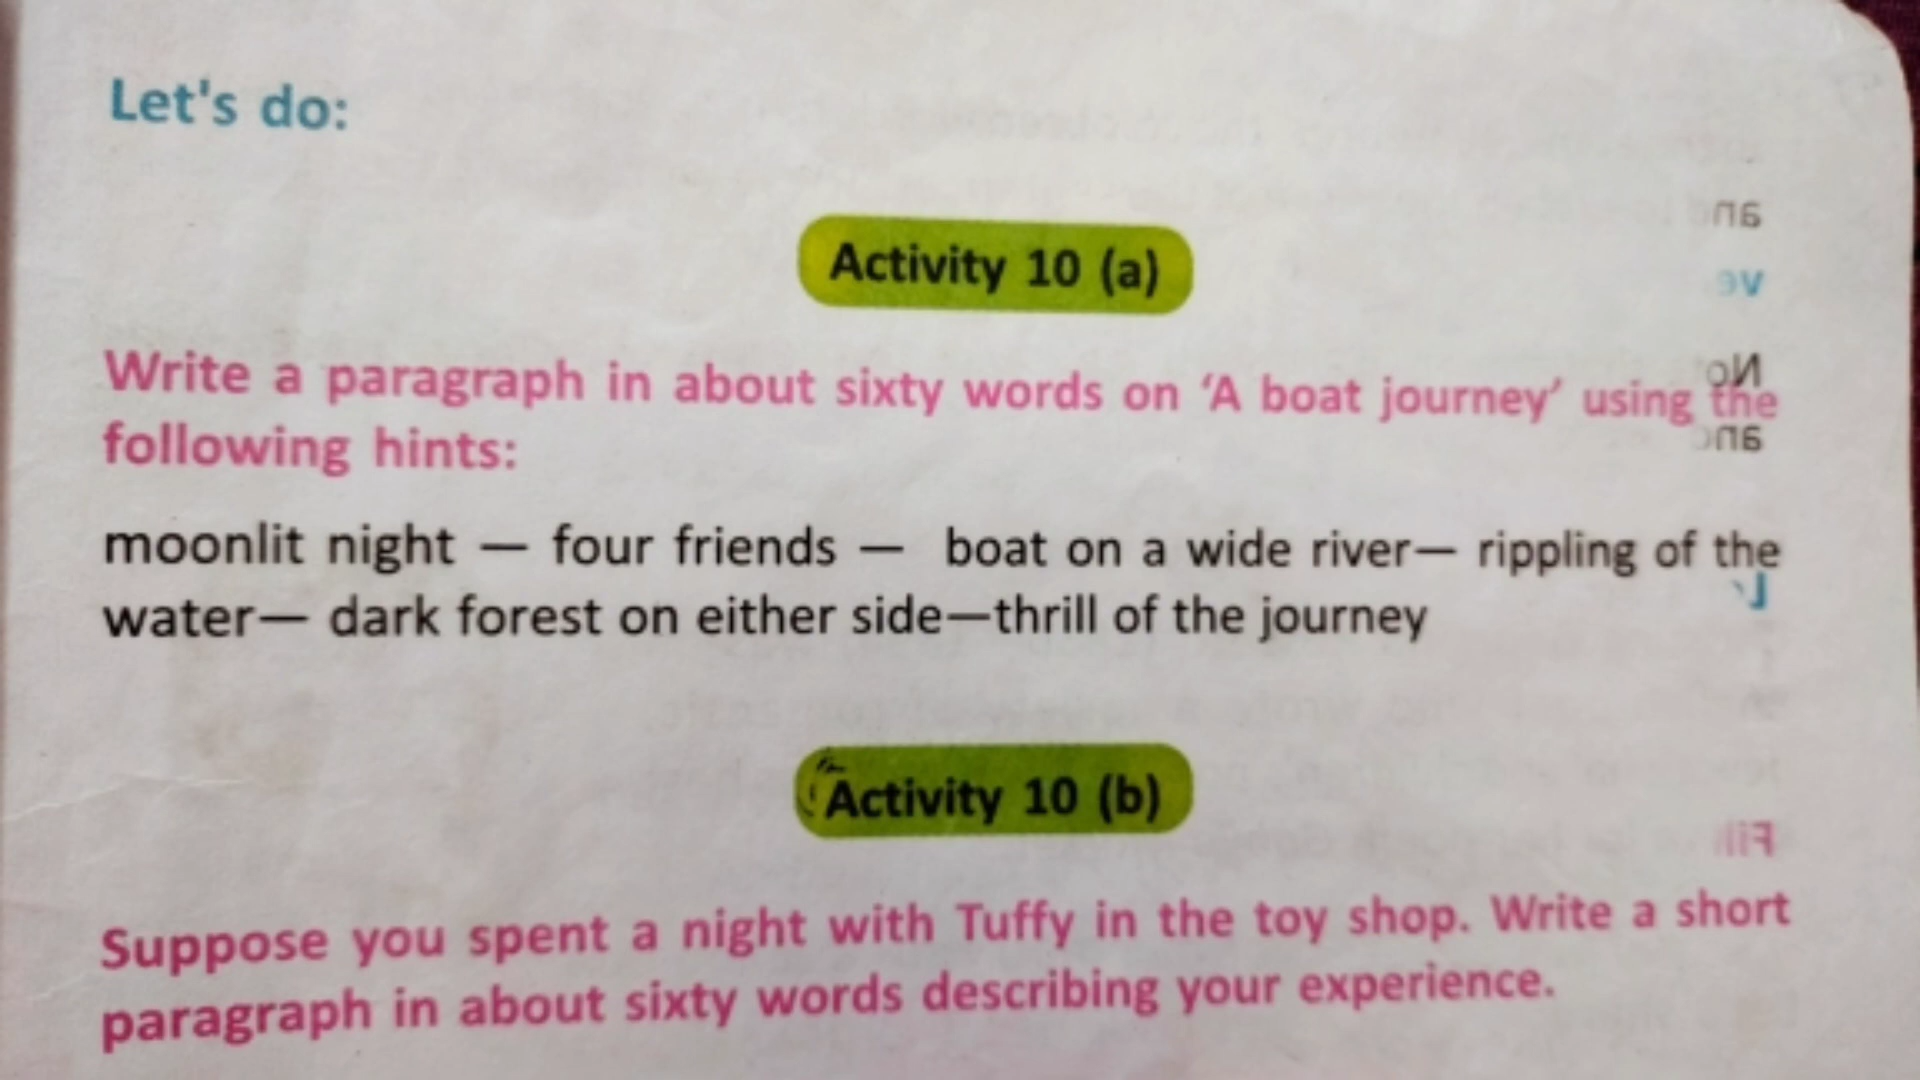 Let's do:
Activity 10 (a)
Write a paragraph in about sixty words on ‘A boat journey’ using the
following hints:
moonlit night — four friends — boat on a wide river— rippling of the
water— dark forest on either side—thrill of the journey
Activity 10 (b)
Suppose you spent a night with Tuffy in the toy shop. Write a short
paragraph in about sixty words describing your experience.